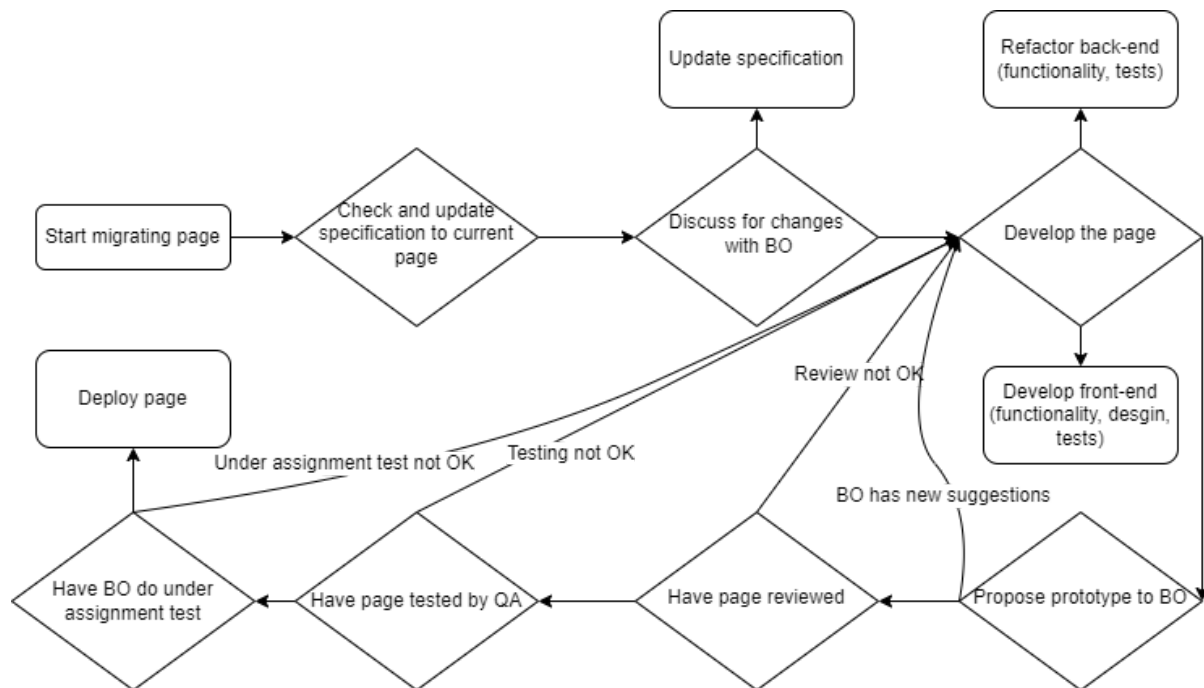 Update specification
Refactor back-end
(functionality, tests)
Start migrating page
Check and update
specification to current
page
Discuss for changes
with BO
Develop the page
Deploy page
Review not OK
Develop front-end
(functionality, desgin,
tests)
Under assignment test not OK
Testing not OK
BO has new suggestions
Have BO do under
assignment test
Have page tested by QA
Have page reviewed
Propose prototype to BO